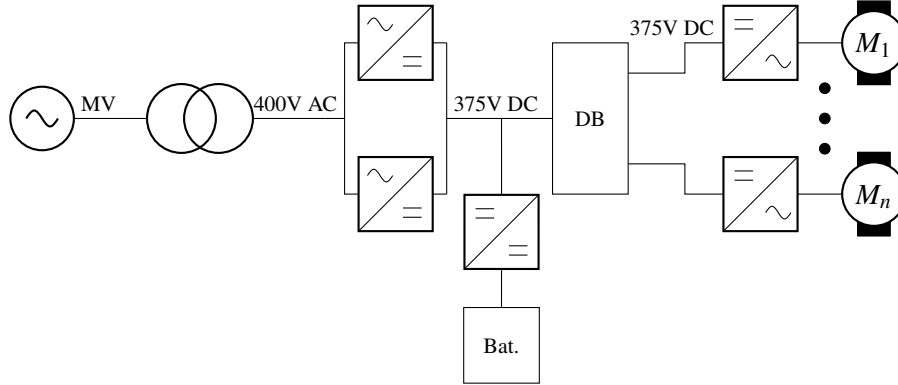 MV
400V AC
375V DC
DB
375V DC
M1
Mn
Bat.